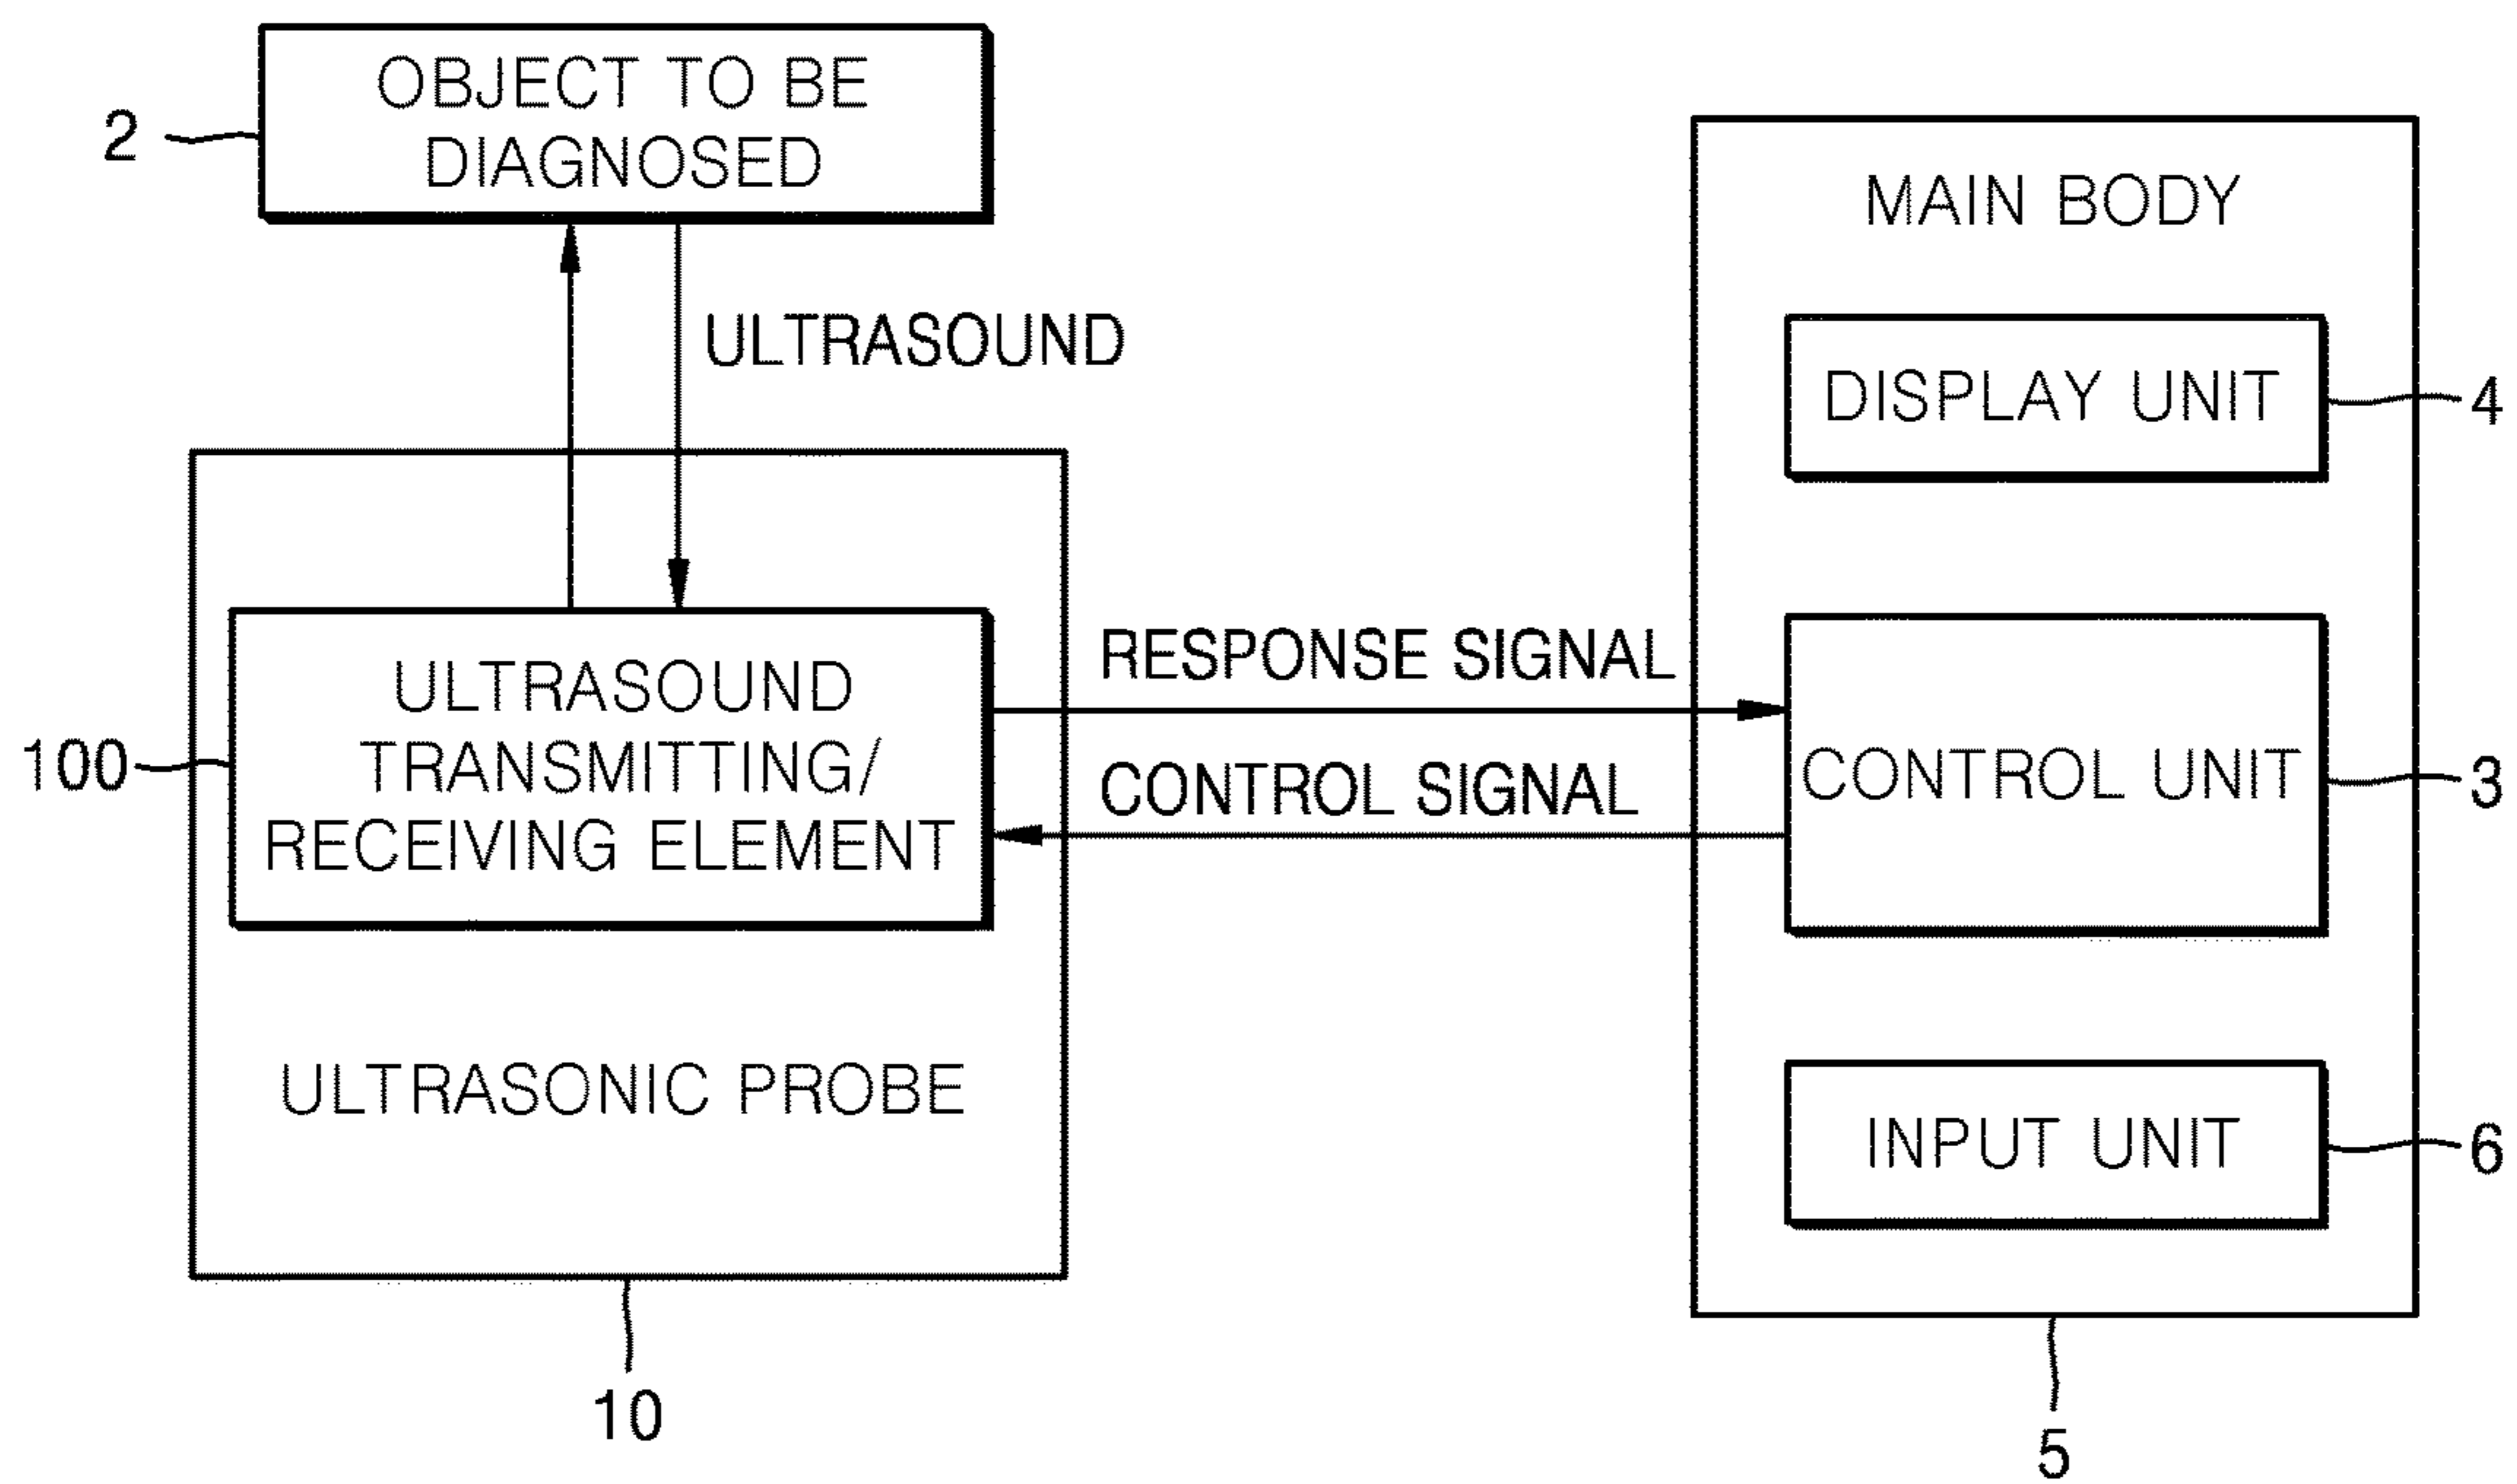 OBJECT TO BE
DIAGNOSED
2
ULTRASOUND
ULTRASOUND
TRANSMITTING/
RECEIVING ELEMENT
100
ULTRASONIC PROBE
10
RESPONSE SIGNAL
CONTROL SIGNAL
MAIN BODY
DISPLAY UNIT
4
CONTROL UNIT
3
INPUT UNIT
6
5